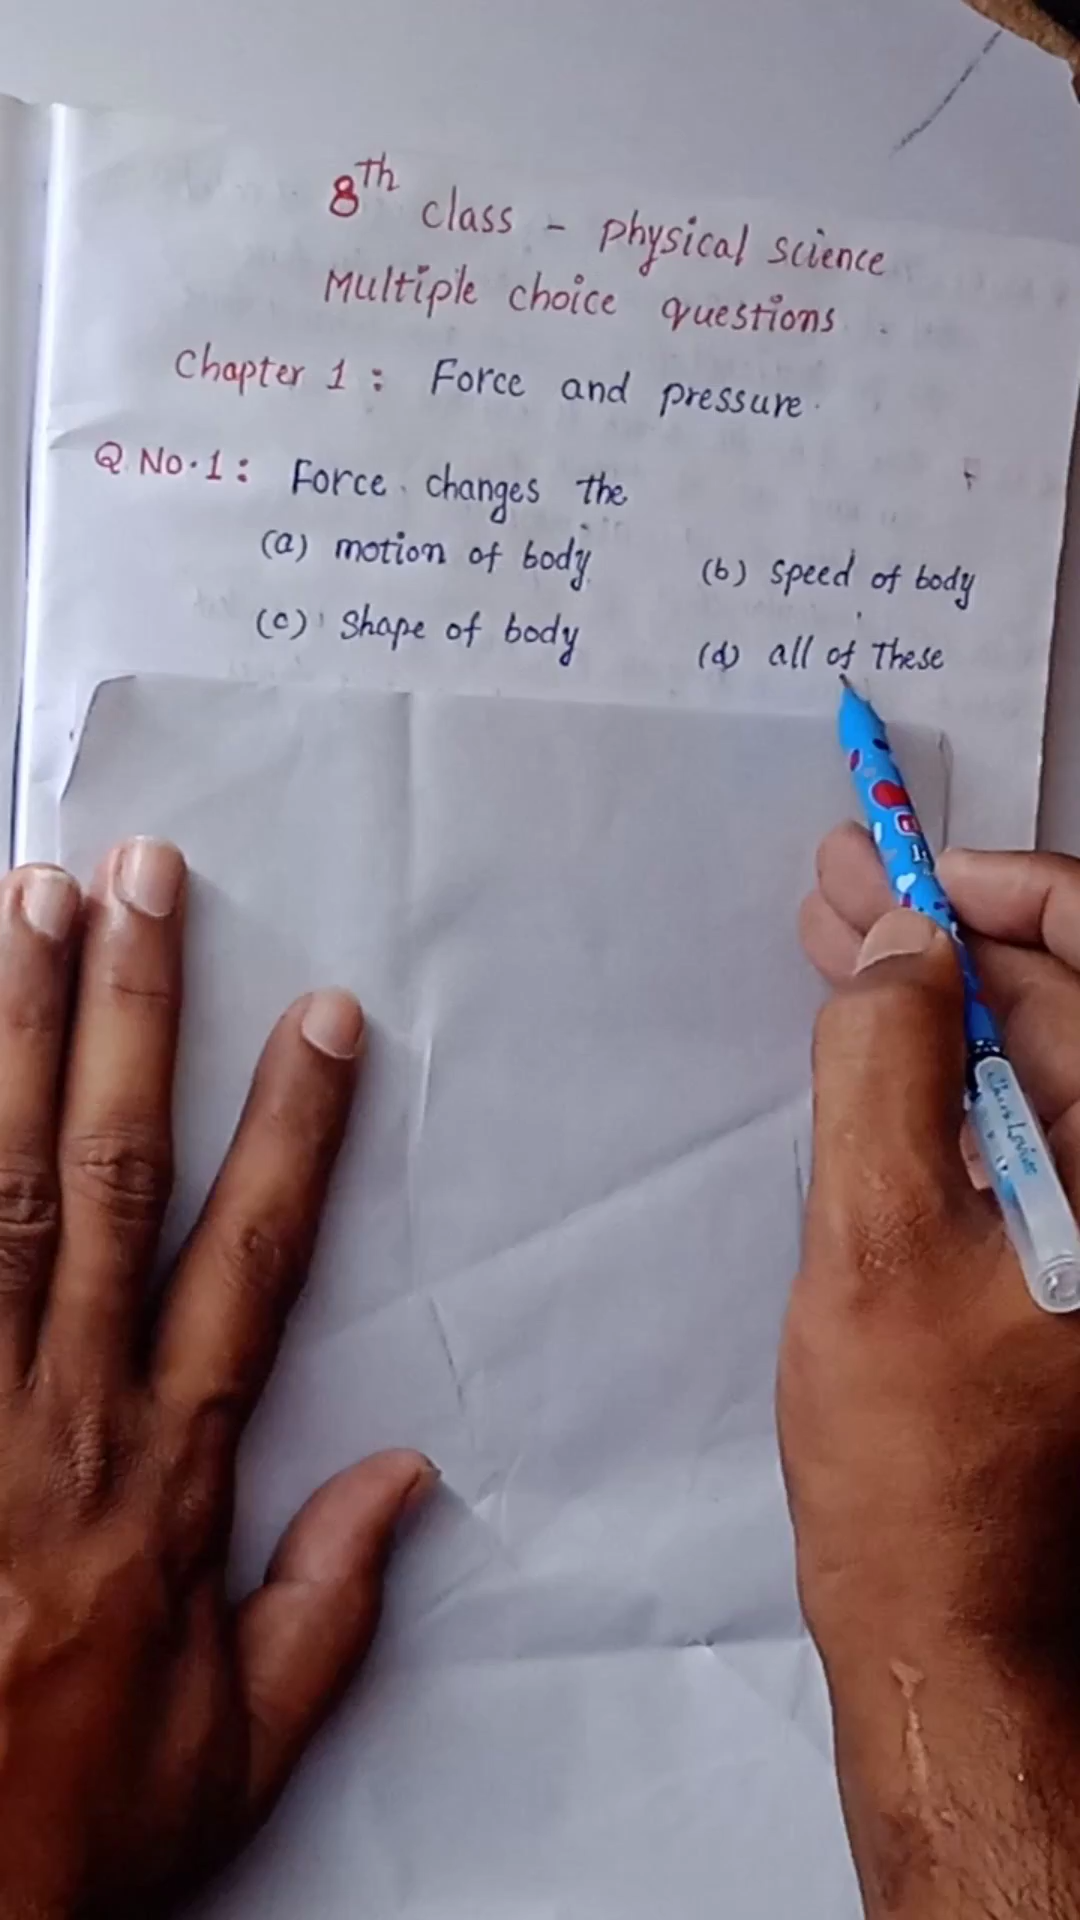 8Th class - physical science
Multiple choice questions
Chapter 1 : Force and pressure.
Q. No. 1 : Force changes the
(a) motion of body (b) speed of body
(c) Shape of body (d) all of These